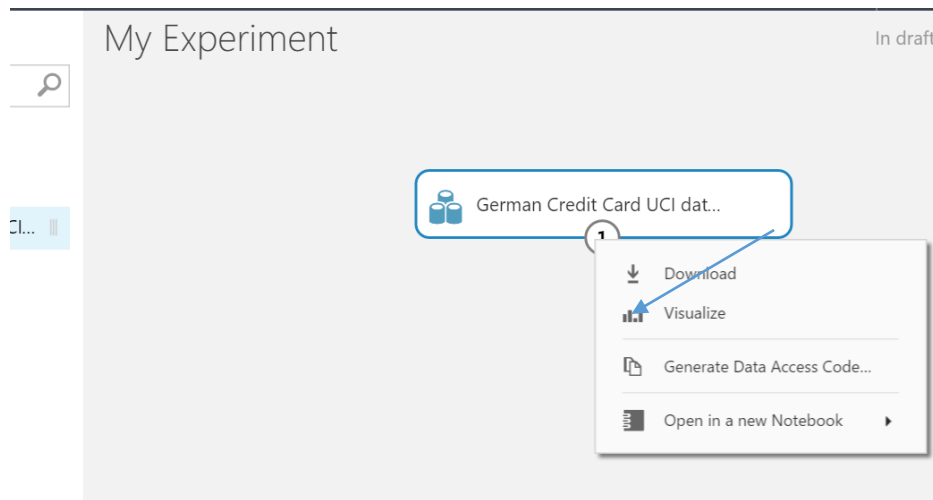 My Experiment
In draft
CI...
German Credit Card UCI dat...
1
Download
Visualize
Generate Data Access Code...
Open in a new Notebook